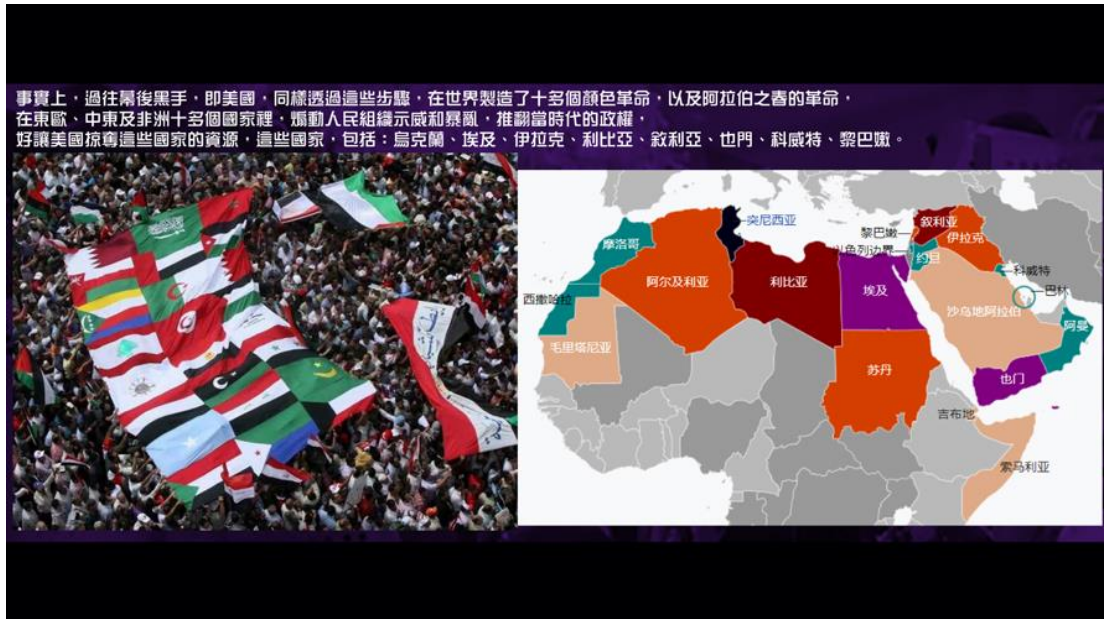 事實上，過往幕後黑手，即美國，同樣透過這些步驟，在世界製造了十多個顏色革命，以及阿拉伯之春的革命，
在東歐、中東及非洲十多個國家裡，煽動人民組織示威和暴亂，推翻當時代的政權，
好讓美國掠奪這些國家的資源，這些國家，包括：烏克蘭、埃及、伊拉克、利比亞、敘利亞、也門、科威特、黎巴嫩。
突尼西亚
叙利亚
黎巴嫩
伊拉克
摩洛哥
以色列边界
约旦
科威特
阿尔及利亚
利比亚
埃及
巴林
西撒哈拉
沙乌地阿拉伯
阿曼
毛里塔尼亚
苏丹
也门
吉布地
索马利亚